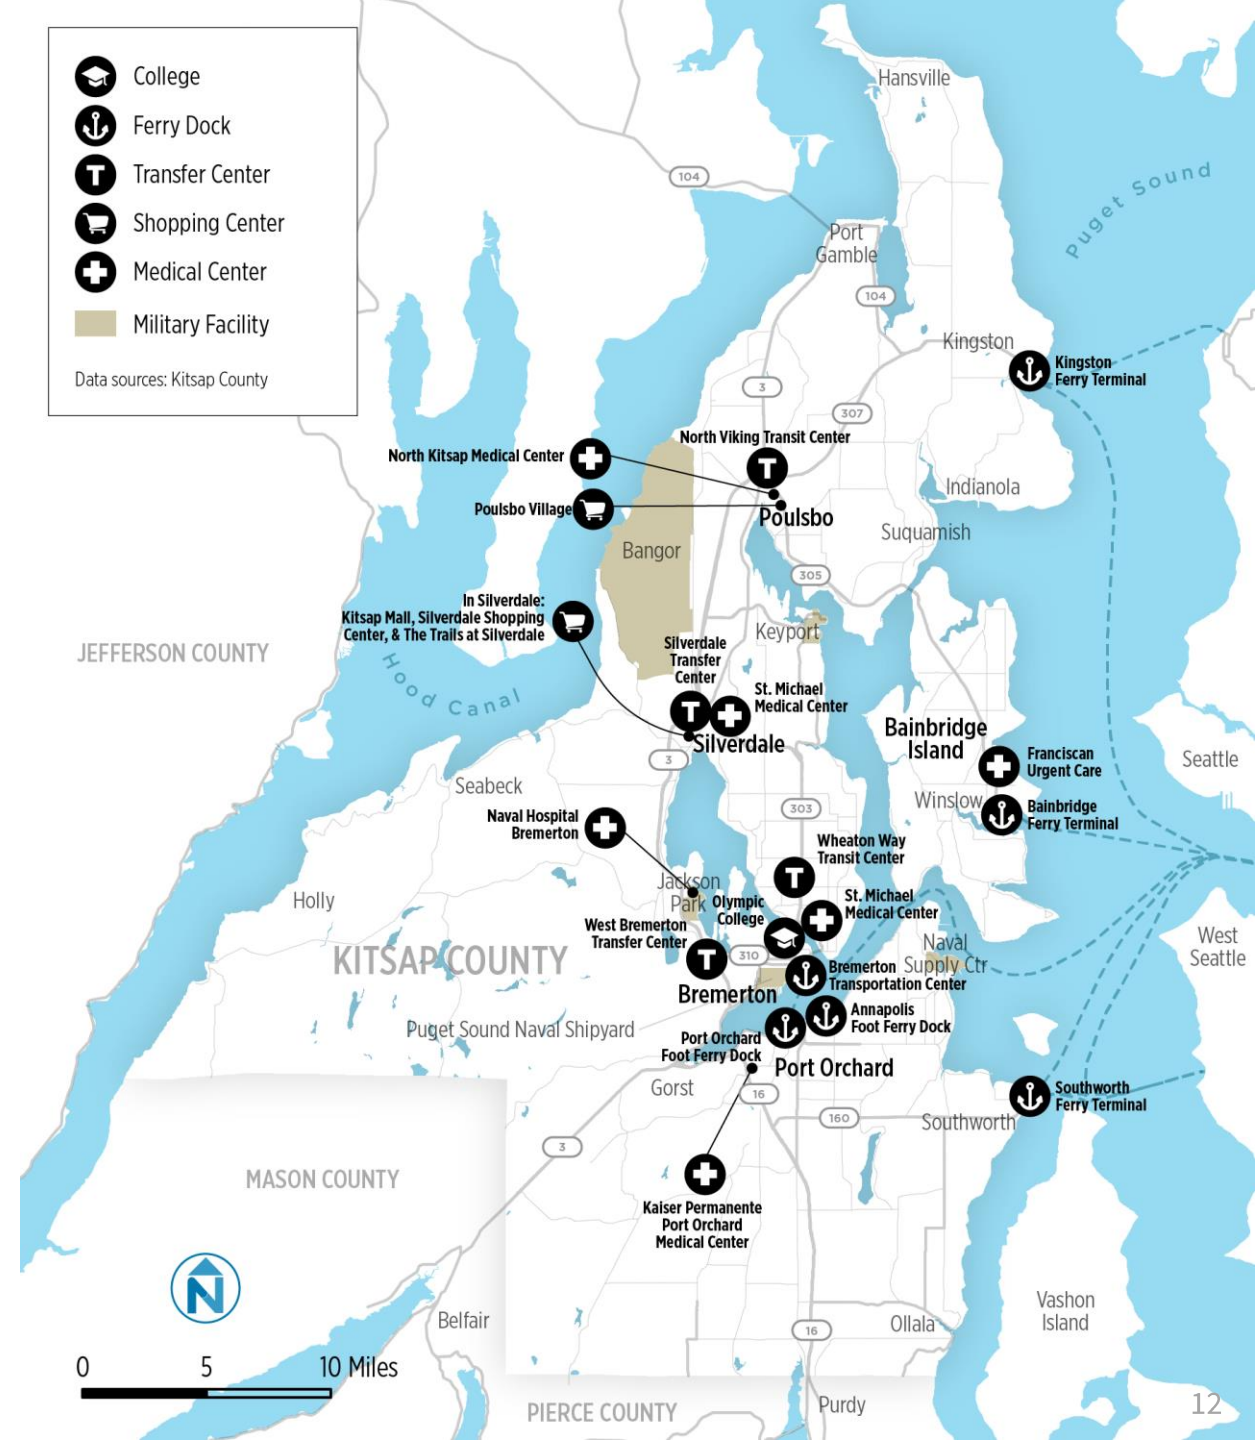 College
Ferry Dock
Transfer Center
Shopping Center
Medical Center
Military Facility
Data sources: Kitsap County
Hansville
Puget Sound
104
Port
Gamble
104
Kingston
Kingston
Ferry Terminal
3
307
North Viking Transit Center
North Kitsap Medical Center
Poulsbo Village
Poulsbo
Indianola
Suquamish
Bangor
305
In Silverdale:
Kitsap Mall, Silverdale Shopping
Center, & The Trails at Silverdale
Keyport
JEFFERSON COUNTY
Hood Canal
Silverdale
Transfer
Center
St. Michael
Medical Center
Silverdale
Bainbridge
Island
Franciscan
Urgent Care
Seattle
3
Seabeck
Winslow
Bainbridge
Ferry Terminal
303
Naval Hospital
Bremerton
Wheaton Way
Transit Center
Jackson
Park
Olympic
College
St. Michael
Medical Center
Holly
West Bremerton
Transfer Center
310
Naval
Supply Ctr
West
Seattle
KITSAP COUNTY
Bremerton
Bremerton
Transportation Center
Puget Sound Naval Shipyard
Annapolis
Foot Ferry Dock
Port Orchard
Foot Ferry Dock
Port Orchard
Gorst
16
160
Southworth
Southworth
Ferry Terminal
3
MASON COUNTY
Kaiser Permanente
Port Orchard
Medical Center
N
Belfair
16
Ollala
Vashon
Island
0 5 10 Miles
PIERCE COUNTY
Purdy
12